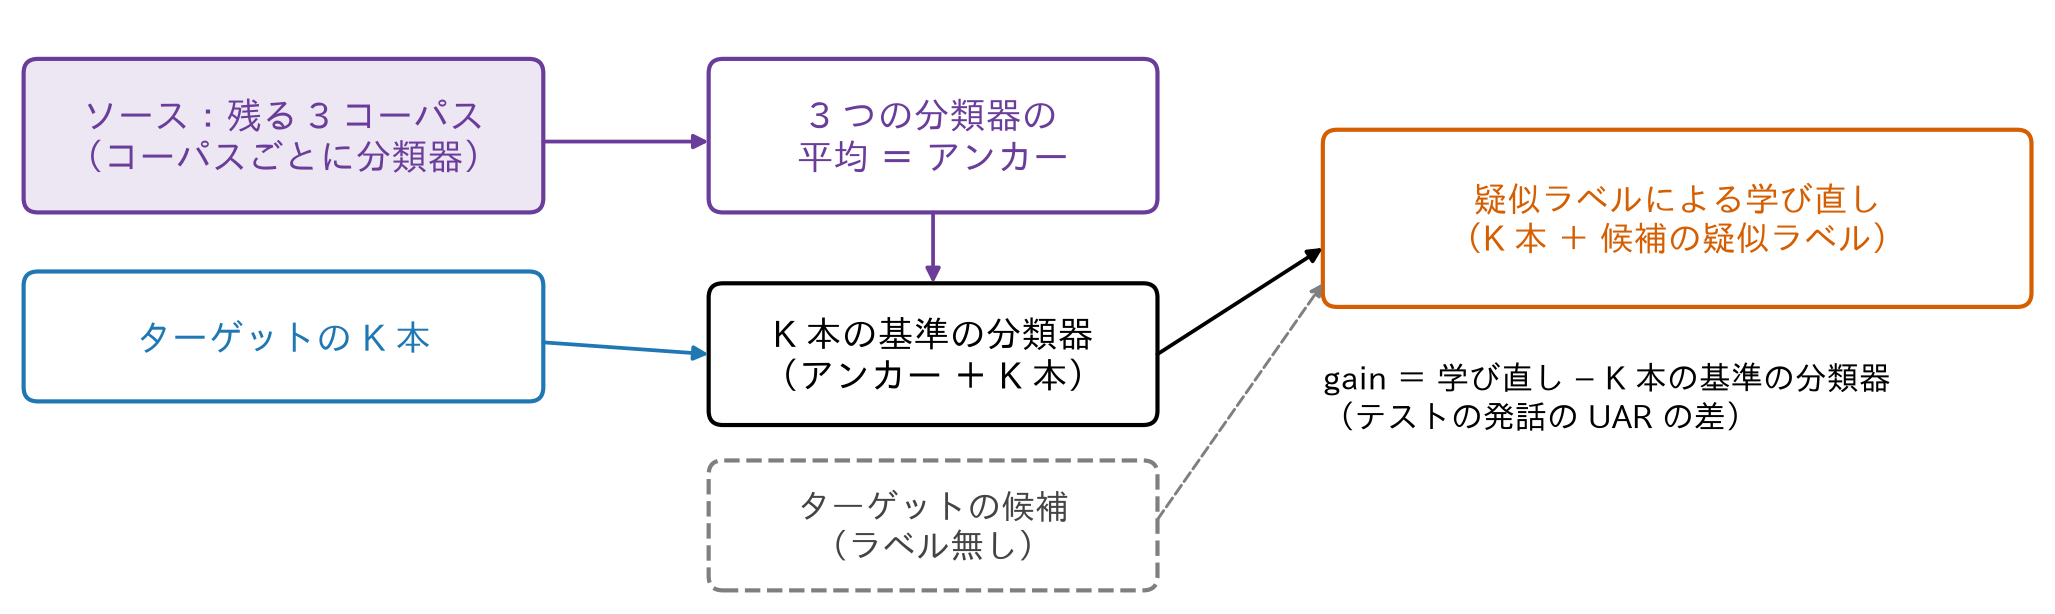 ソース：残る 3 コーパス
（コーパスごとに分類器）
3 つの分類器の
平均 ＝ アンカー
疑似ラベルによる学び直し
（K 本 ＋ 候補の疑似ラベル）
ターゲットの K 本
K 本の基準の分類器
（アンカー ＋ K 本）
gain ＝ 学び直し − K 本の基準の分類器
（テストの発話の UAR の差）
ターゲットの候補
（ラベル無し）